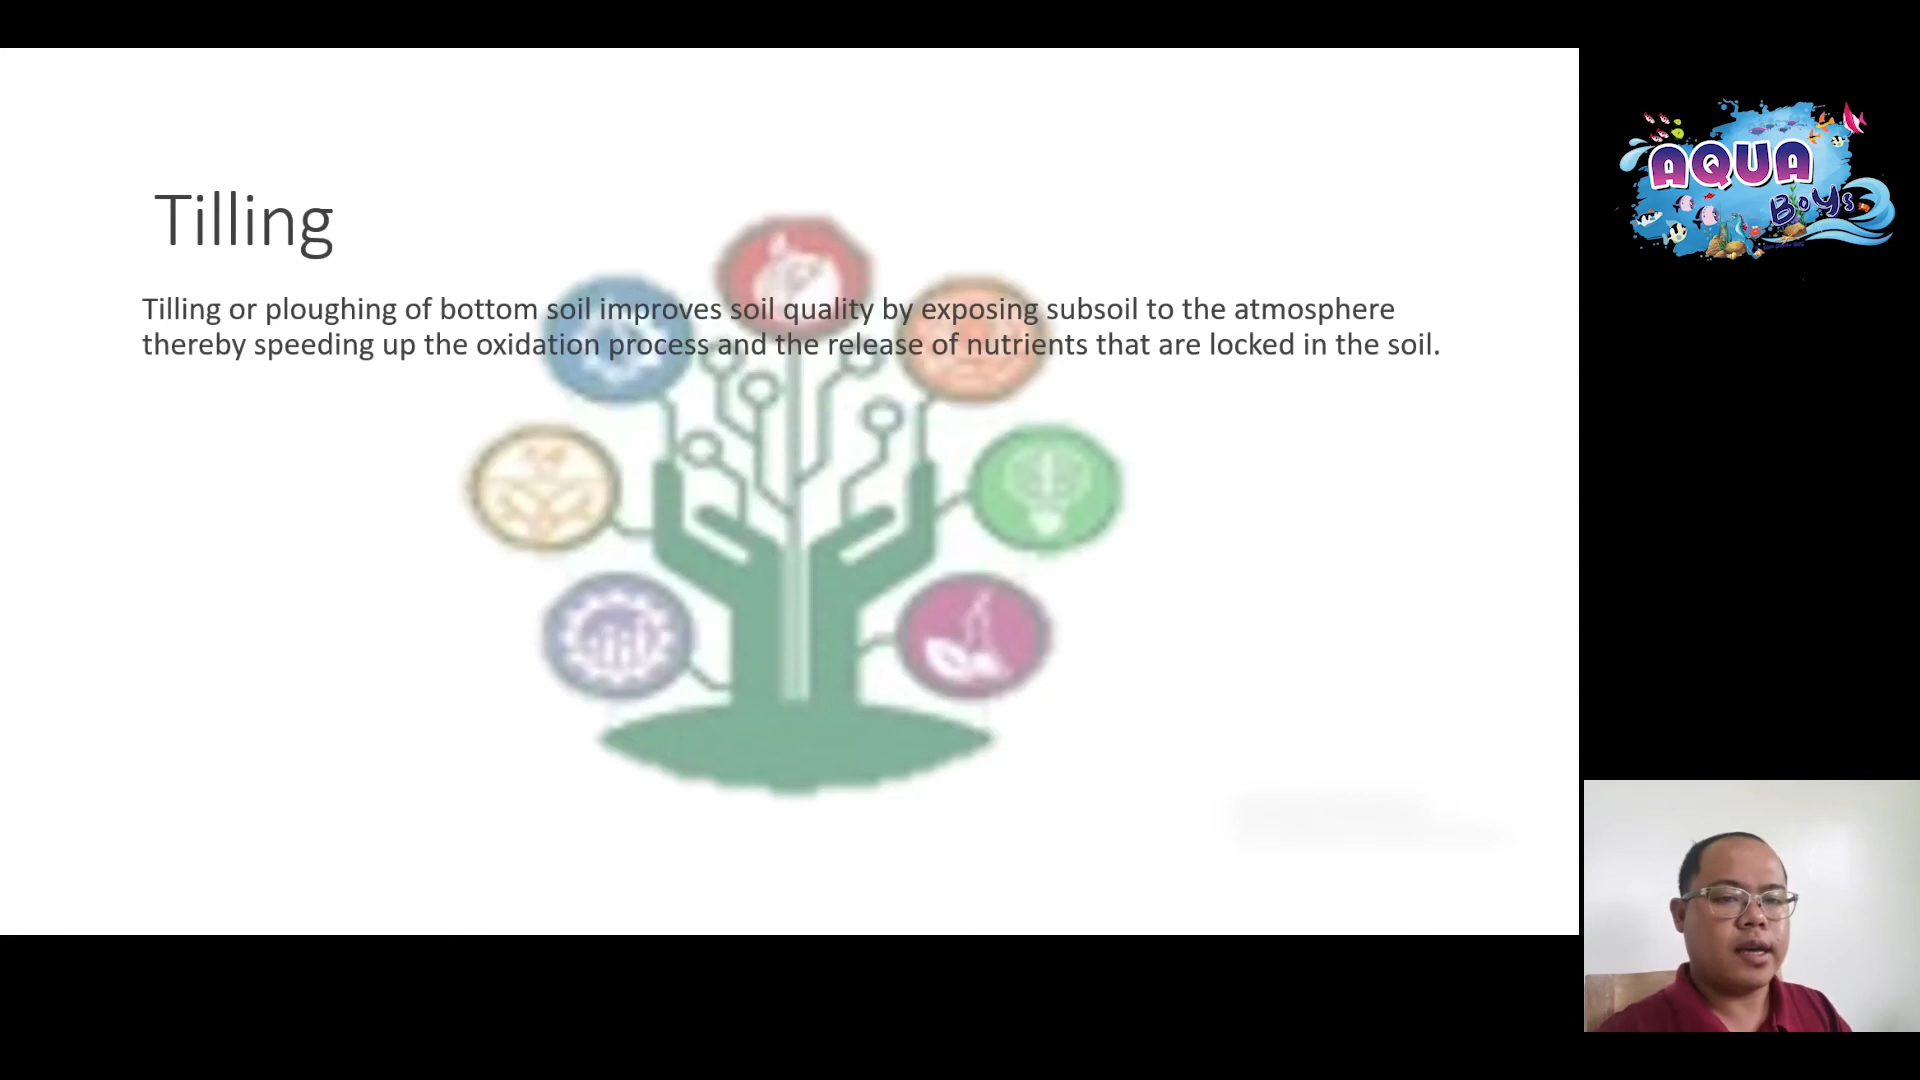 Tilling
Tilling or ploughing of bottom soil improves soil quality by exposing subsoil to the atmosphere
thereby speeding up the oxidation process and the release of nutrients that are locked in the soil.
AQUA
Boys